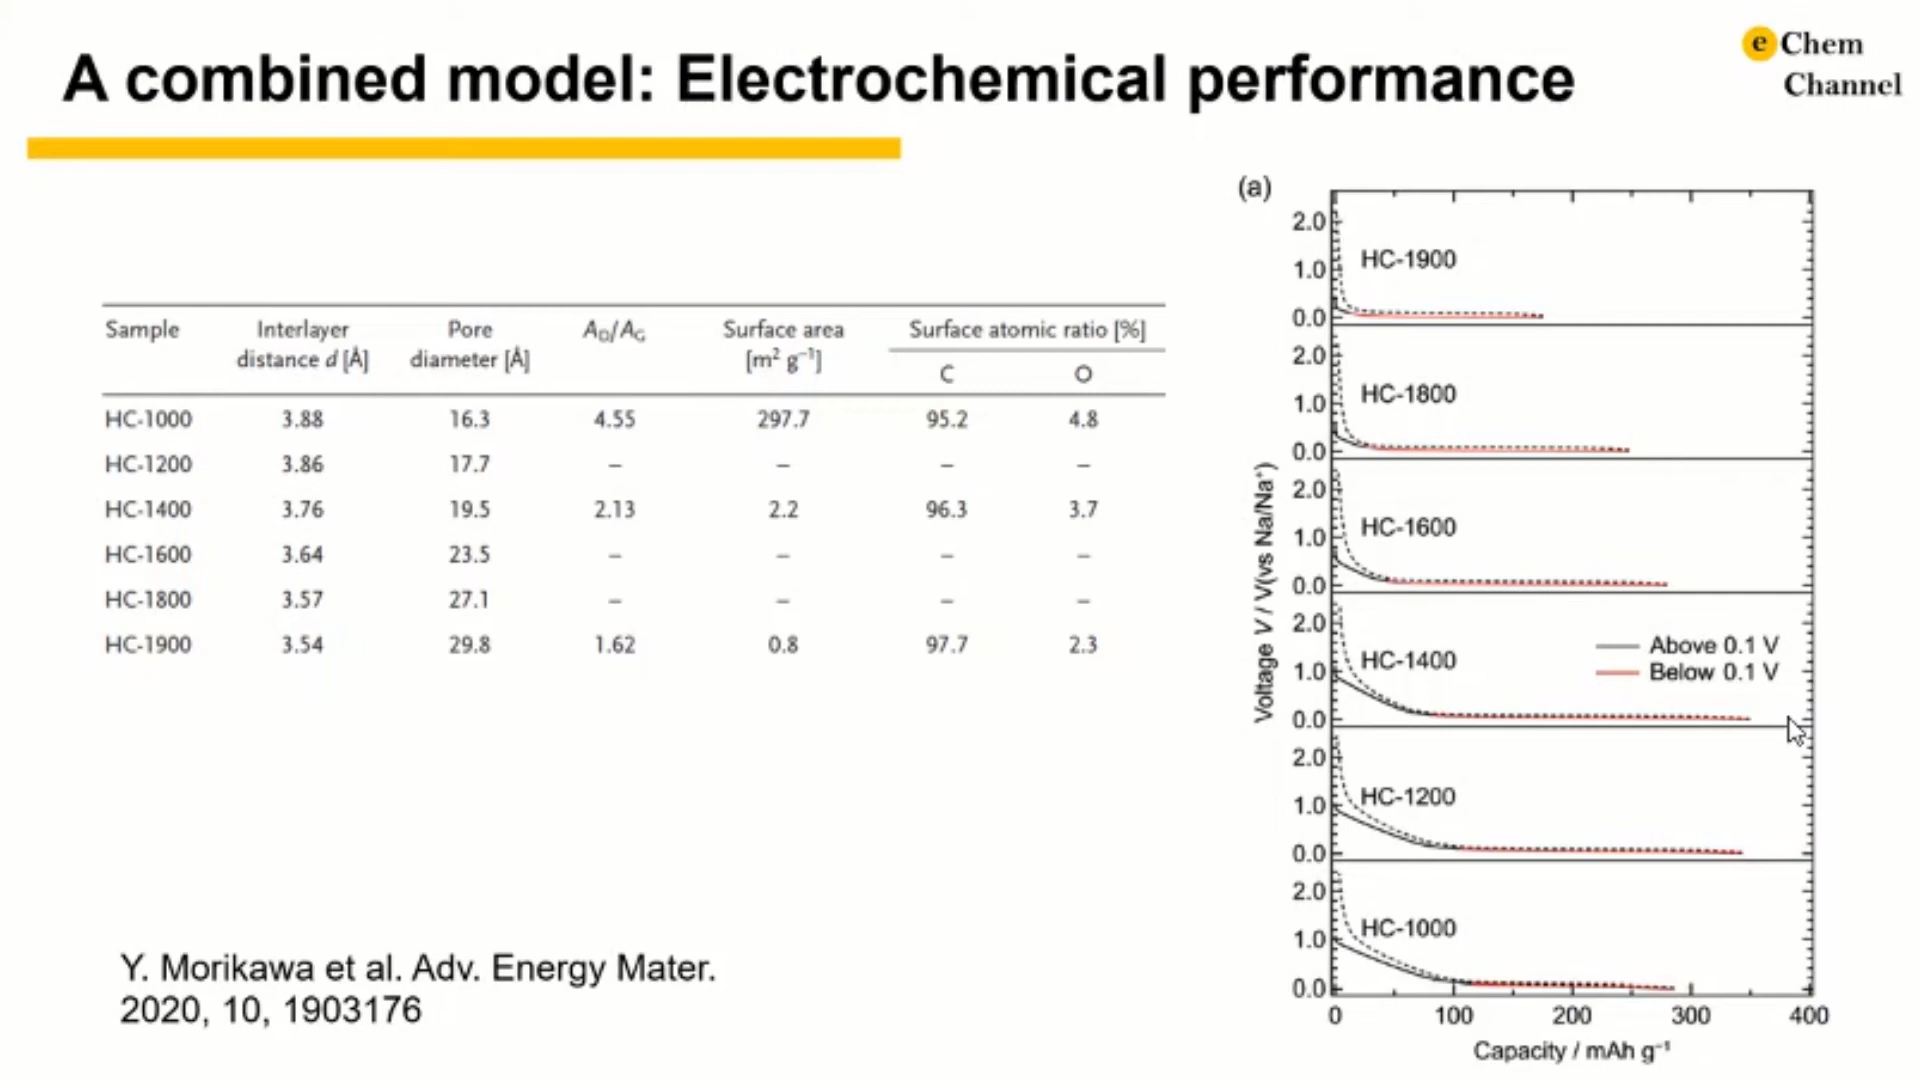 A combined model: Electrochemical performance
e Chem
Channel
Sample Interlayer distance d [Å] Pore diameter [Å] AD/AG Surface area [m² g⁻¹] Surface atomic ratio [%]
C O
HC-1000 3.88 16.3 4.55 297.7 95.2 4.8
HC-1200 3.86 17.7 – – – –
HC-1400 3.76 19.5 2.13 2.2 96.3 3.7
HC-1600 3.64 23.5 – – – –
HC-1800 3.57 27.1 – – – –
HC-1900 3.54 29.8 1.62 0.8 97.7 2.3
Y. Morikawa et al. Adv. Energy Mater.
2020, 10, 1903176
(a)
Voltage V / V(vs Na/Na⁺)
2.0
HC-1900
1.0
0.0
2.0
HC-1800
1.0
0.0
2.0
HC-1600
1.0
0.0
2.0
Above 0.1 V
HC-1400
1.0
Below 0.1 V
0.0
2.0
HC-1200
1.0
0.0
2.0
HC-1000
1.0
0.0
0 100 200 300 400
Capacity / mAh g⁻¹